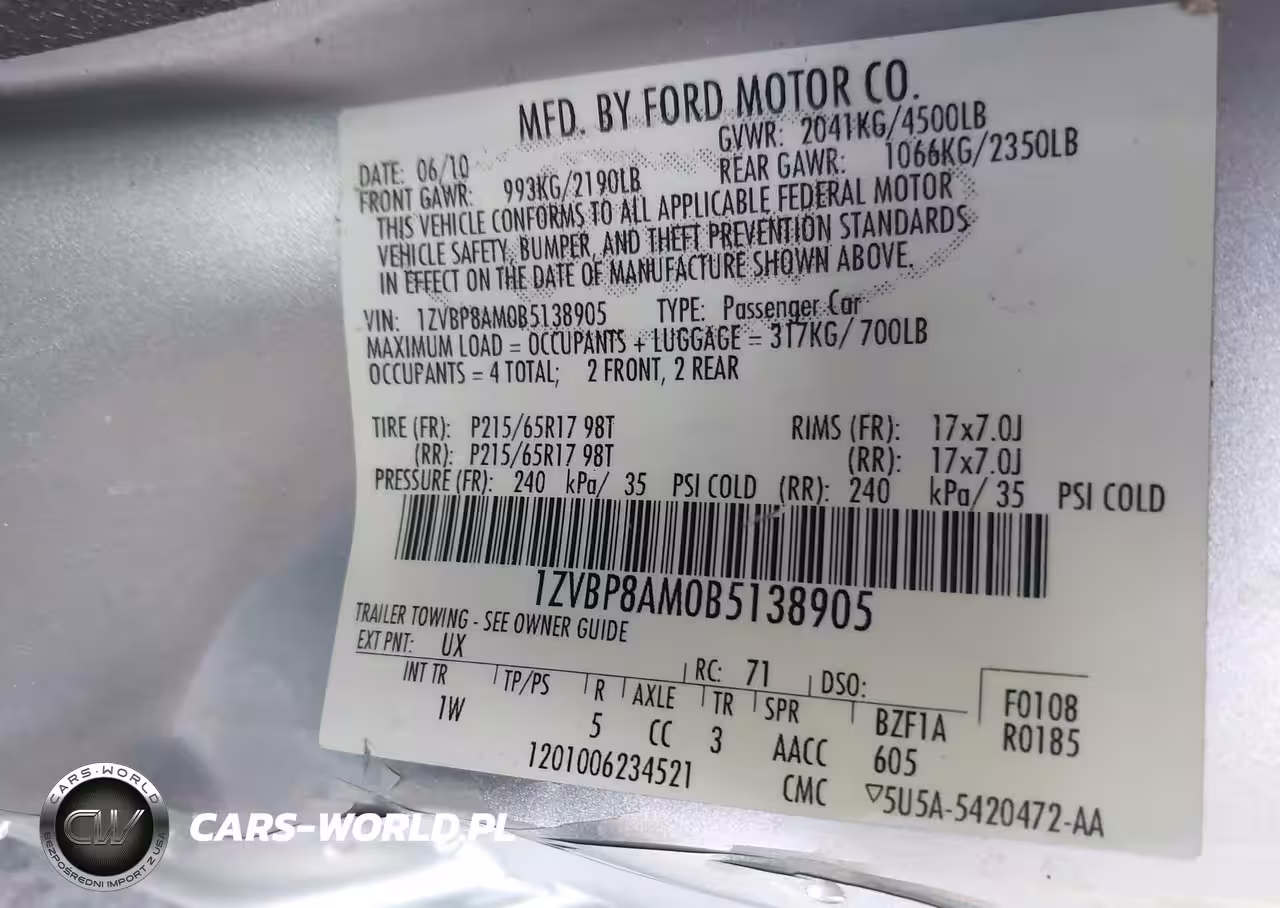 MFD. BY FORD MOTOR CO.
DATE: 06/10 GVWR: 2041KG/4500LB
FRONT GAWR: 993KG/2190LB REAR GAWR: 1066KG/2350LB
THIS VEHICLE CONFORMS TO ALL APPLICABLE FEDERAL MOTOR
VEHICLE SAFETY, BUMPER, AND THEFT PREVENTION STANDARDS
IN EFFECT ON THE DATE OF MANUFACTURE SHOWN ABOVE.
VIN: 1ZVBP8AM0B5138905 TYPE: Passenger Car
MAXIMUM LOAD = OCCUPANTS + LUGGAGE = 317KG/ 700LB
OCCUPANTS = 4 TOTAL; 2 FRONT, 2 REAR
TIRE (FR): P215/65R17 98T RIMS (FR): 17x7.0J
(RR): P215/65R17 98T (RR): 17x7.0J
PRESSURE (FR): 240 kPa/ 35 PSI COLD (RR): 240 kPa/ 35 PSI COLD
1ZVBP8AM0B5138905
TRAILER TOWING - SEE OWNER GUIDE
EXT PNT: UX RC: 71 DSO:
INT TR TP/PS R AXLE TR SPR BZF1A F0108
1W 5 CC 3 AACC 605 R0185
1201006234521 CMC ▽5U5A-5420472-AA
CARS-WORLD
CW
BEZPOŚREDNI IMPORT Z USA
CARS-WORLD.PL